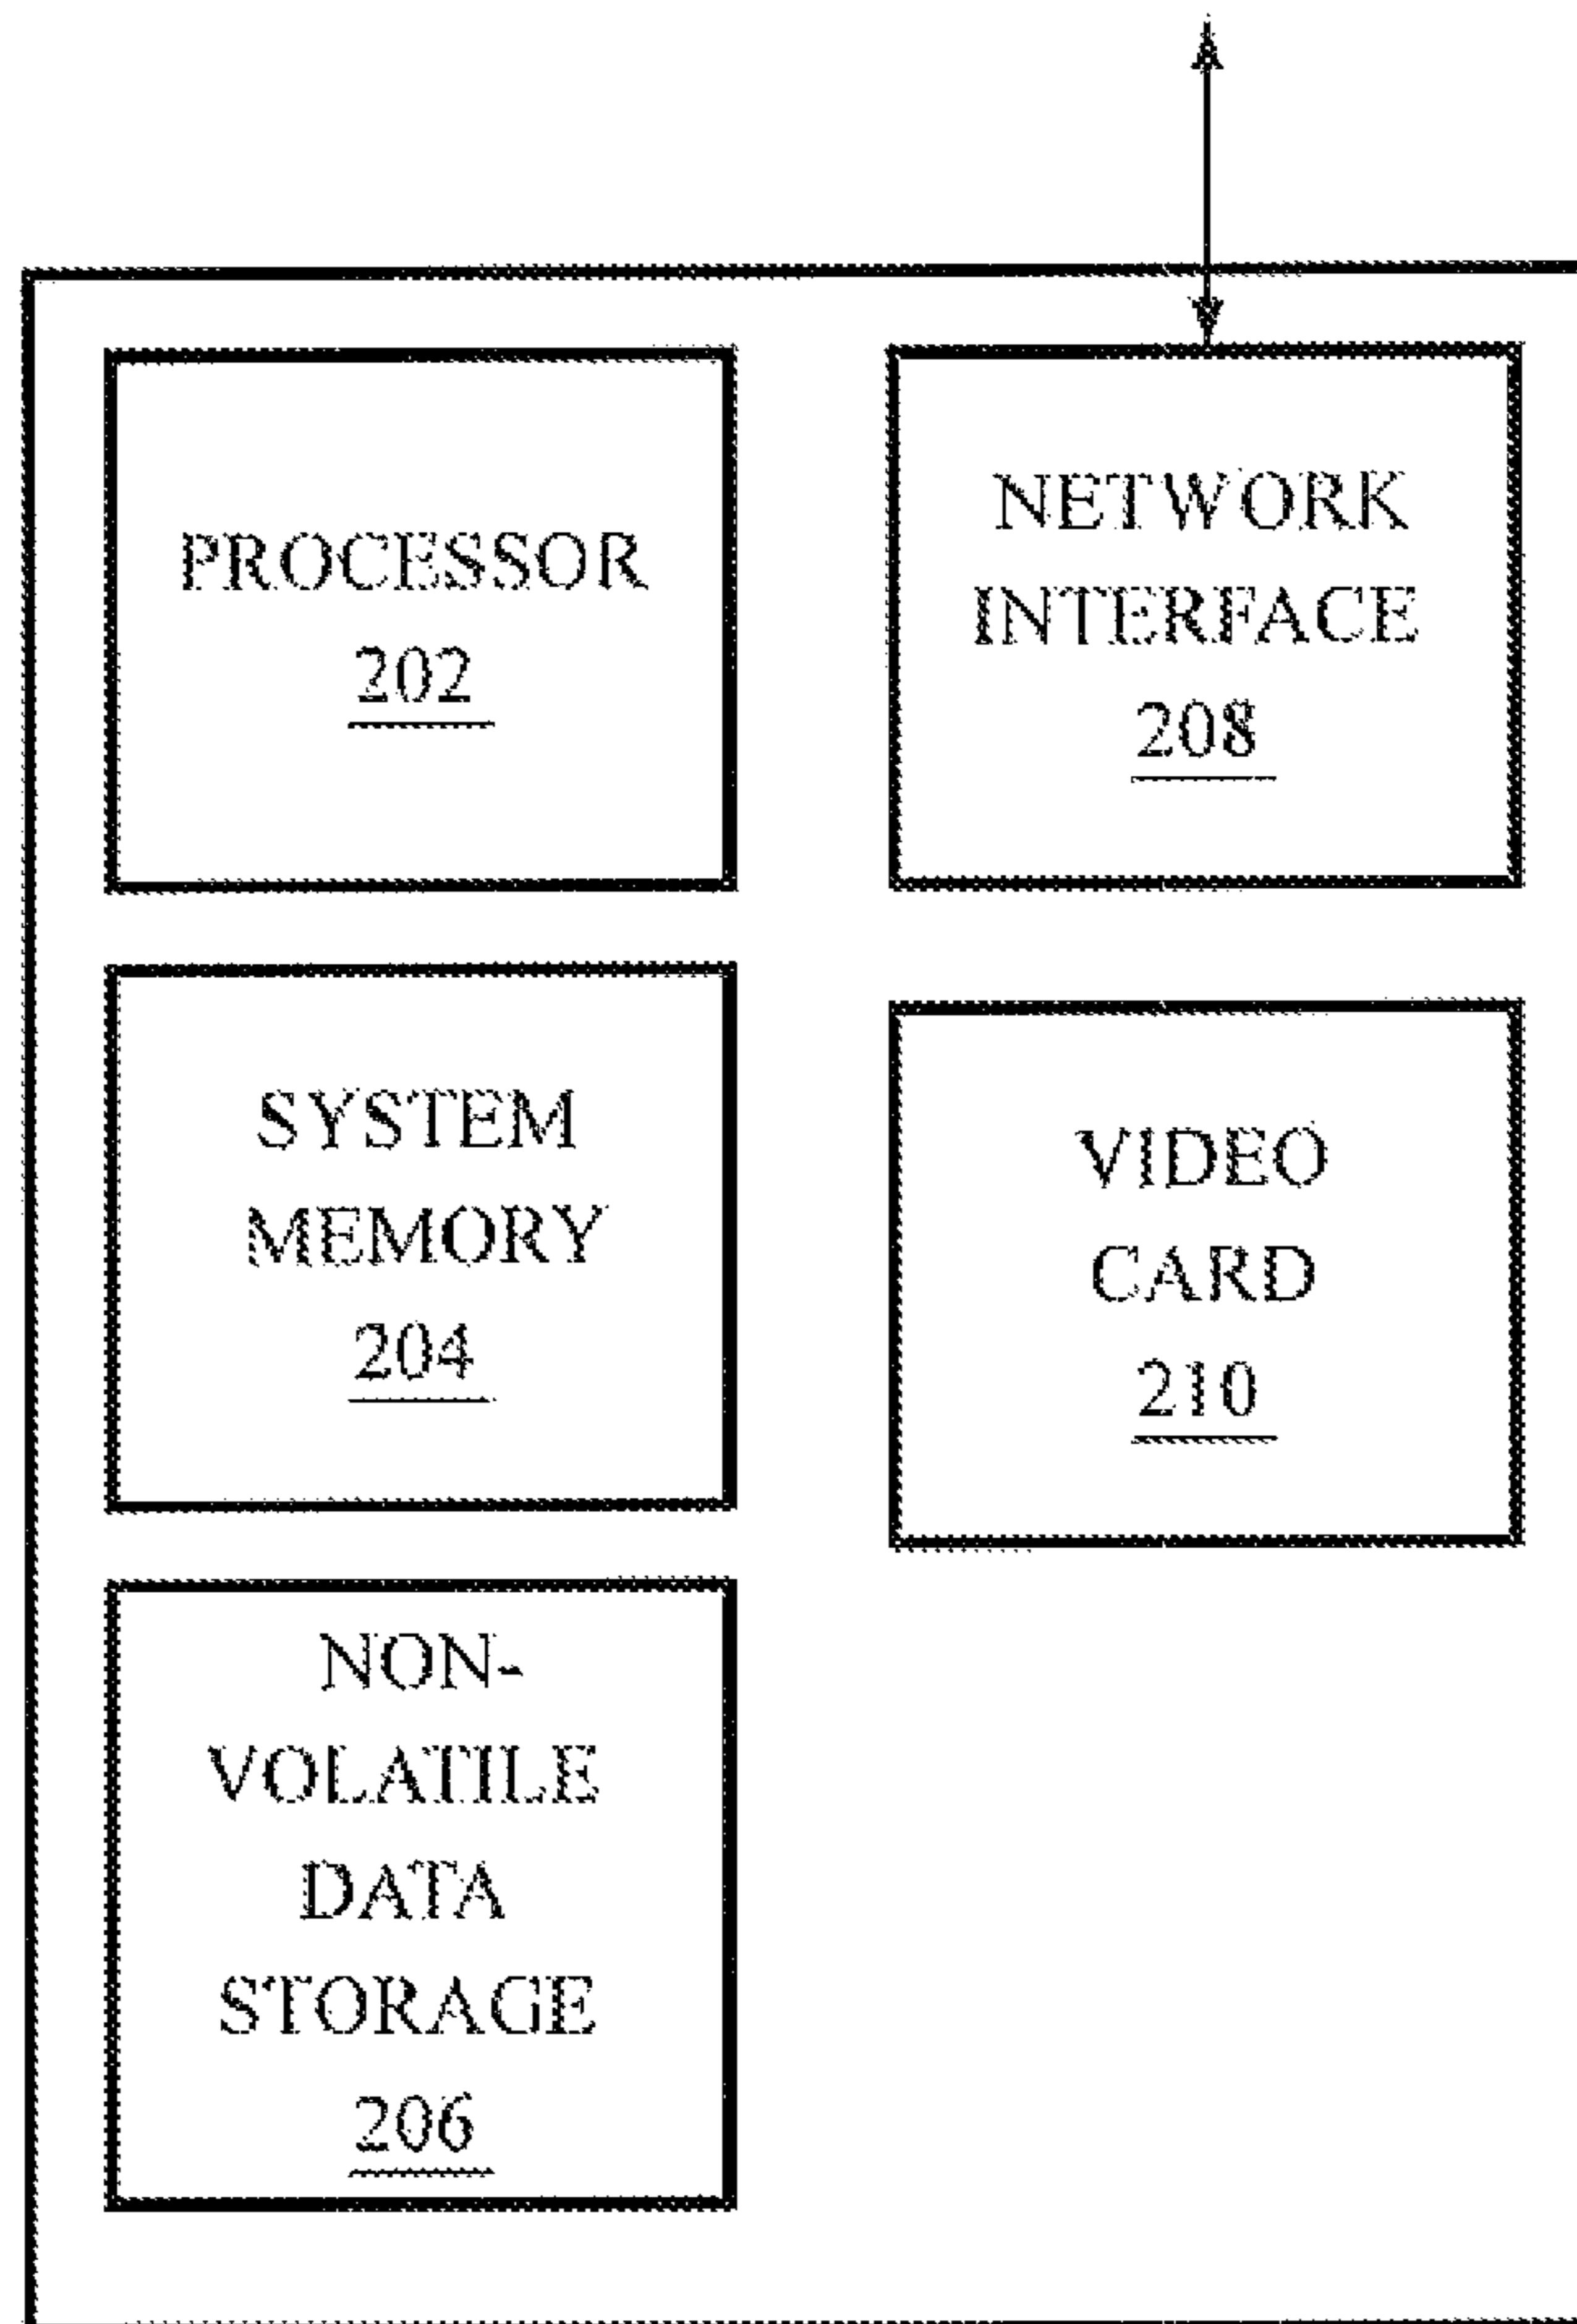 PROCESSOR
202
NETWORK
INTERFACE
208
SYSTEM
MEMORY
204
VIDEO
CARD
210
NON-
VOLATILE
DATA
STORAGE
206